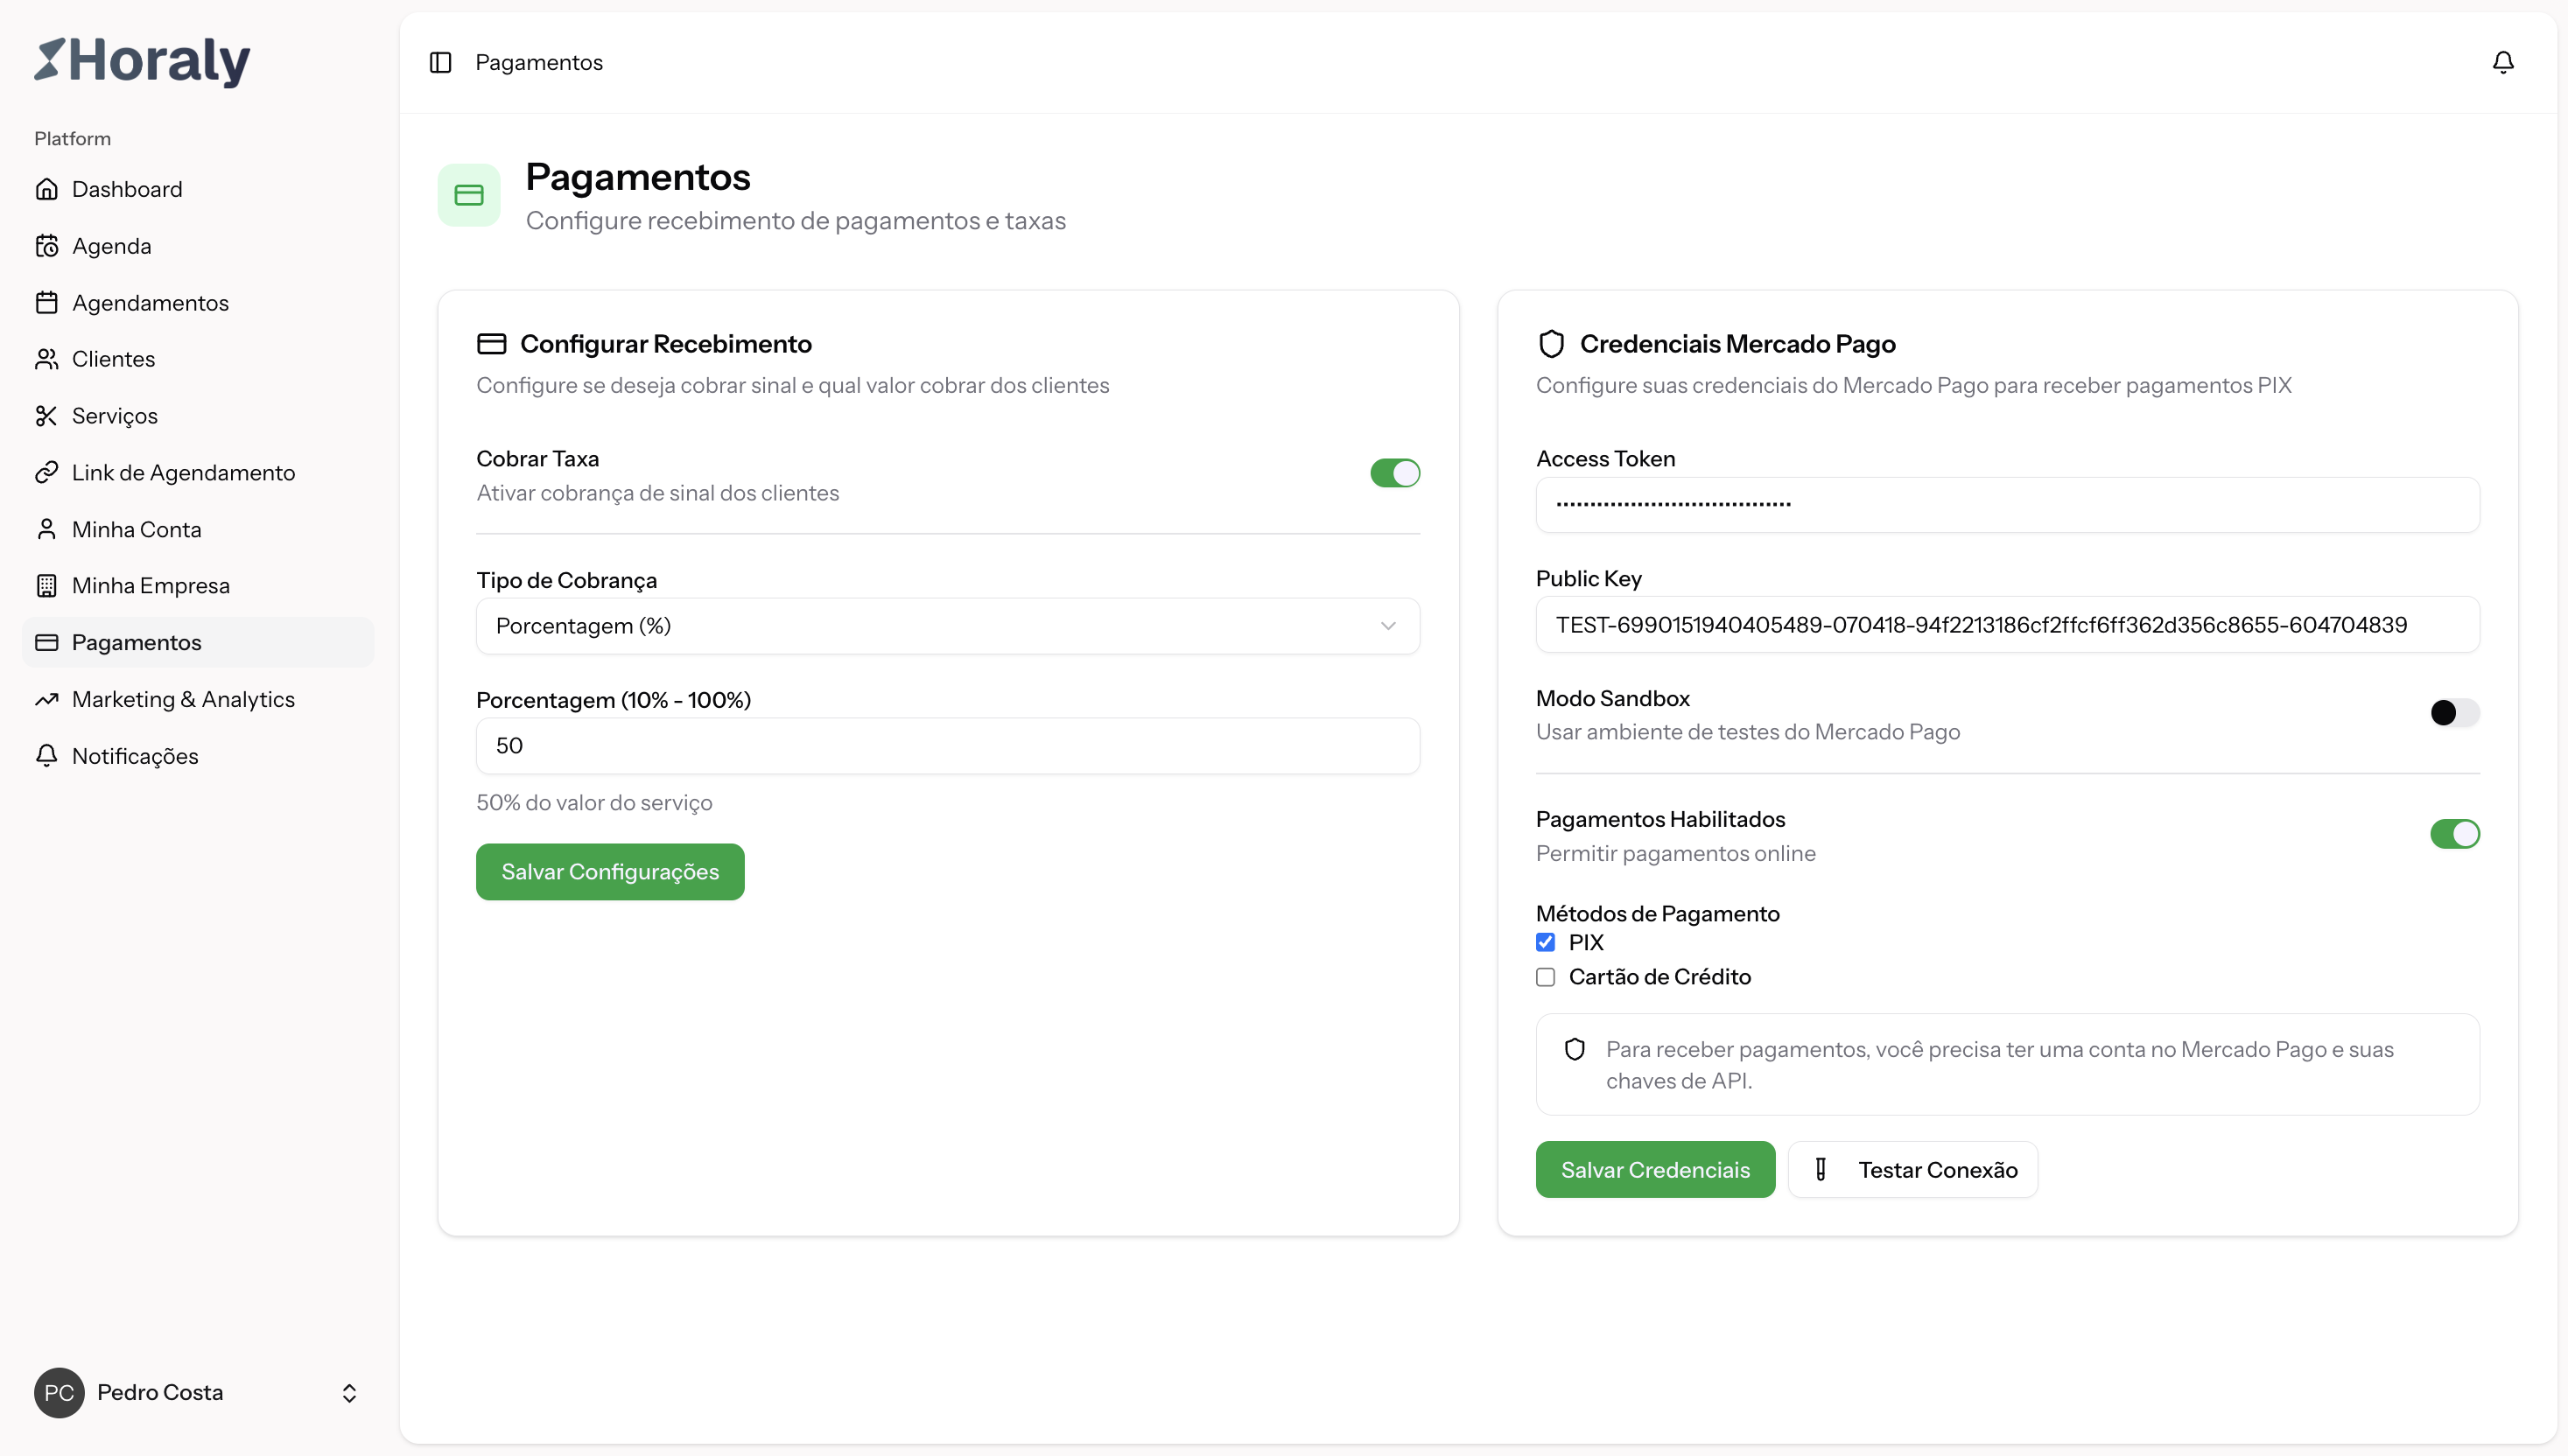 Horaly
Platform
Dashboard
Agenda
Agendamentos
Clientes
Serviços
Link de Agendamento
Minha Conta
Minha Empresa
Pagamentos
Marketing & Analytics
Notificações
PC Pedro Costa
Pagamentos
Pagamentos
Configure recebimento de pagamentos e taxas
Configurar Recebimento
Configure se deseja cobrar sinal e qual valor cobrar dos clientes
Cobrar Taxa
Ativar cobrança de sinal dos clientes
Tipo de Cobrança
Porcentagem (%)
Porcentagem (10% - 100%)
50
50% do valor do serviço
Salvar Configurações
Credenciais Mercado Pago
Configure suas credenciais do Mercado Pago para receber pagamentos PIX
Access Token
Public Key
TEST-6990151940405489-070418-94f2213186cf2ffcf6ff362d356c8655-604704839
Modo Sandbox
Usar ambiente de testes do Mercado Pago
Pagamentos Habilitados
Permitir pagamentos online
Métodos de Pagamento
PIX
Cartão de Crédito
Para receber pagamentos, você precisa ter uma conta no Mercado Pago e suas
chaves de API.
Salvar Credenciais
Testar Conexão